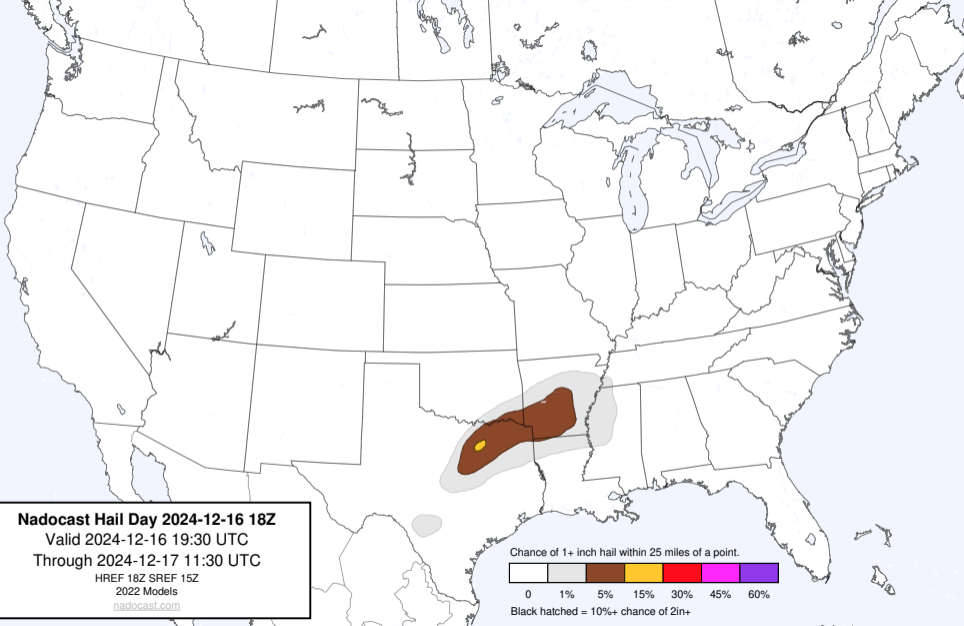 Nadocast Hail Day 2024-12-16 18Z
Valid 2024-12-16 19:30 UTC
Through 2024-12-17 11:30 UTC
HREF 18Z SREF 15Z
2022 Models
nadocast.com
Chance of 1+ inch hail within 25 miles of a point.
0 1% 5% 15% 30% 45% 60%
Black hatched = 10%+ chance of 2in+